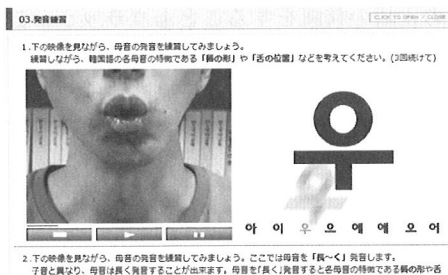 03.発音練習
CLICK TO OPEN / CLOSE
1.下の映像を見ながら、母音の発音を練習してみましょう。
練習しながら、韓国語の各母音の特徴である「唇の形」や「舌の位置」などを考えてください。(3回続けて)
우
아 이 우 으 에 애 오 어
2.下の映像を見ながら、母音の発音を練習してみましょう。ここでは母音を「長～く」発音します。
子音と異なり、母音は長く発音することが出来ます。母音を「長く」発音すると各母音の特徴である唇の形や舌